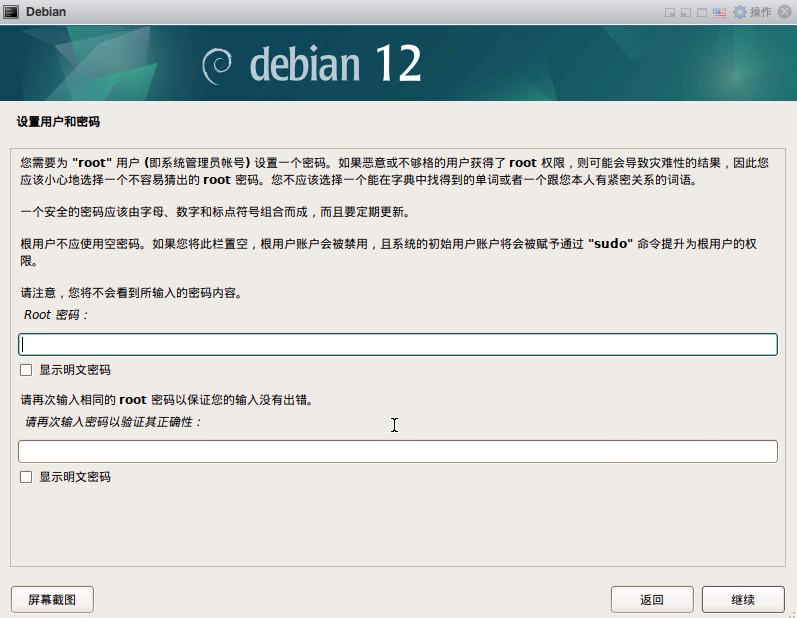 Debian
操作
debian 12
设置用户和密码
您需要为 "root" 用户 (即系统管理员帐号) 设置一个密码。如果恶意或不够格的用户获得了 root 权限，则可能会导致灾难性的结果，因此您
应该小心地选择一个不容易猜出的 root 密码。您不应该选择一个能在字典中找得到的单词或者一个跟您本人有紧密关系的词语。
一个安全的密码应该由字母、数字和标点符号组合而成，而且要定期更新。
根用户不应使用空密码。如果您将此栏置空，根用户账户会被禁用，且系统的初始用户账户将会被赋予通过 "sudo" 命令提升为根用户的权
限。
请注意，您将不会看到所输入的密码内容。
Root 密码：
显示明文密码
请再次输入相同的 root 密码以保证您的输入没有出错。
请再次输入密码以验证其正确性：
显示明文密码
屏幕截图
返回
继续